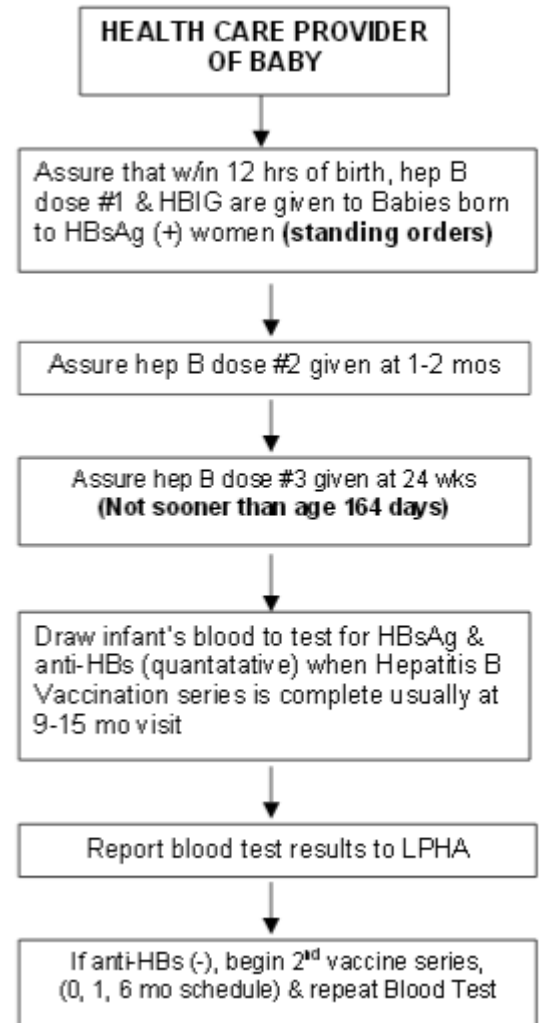 HEALTH CARE PROVIDER
OF BABY
Assure that w/in 12 hrs of birth, hep B
dose #1 & HBIG are given to Babies born
to HBsAg (+) women (standing orders)
Assure hep B dose #2 given at 1-2 mos
Assure hep B dose #3 given at 24 wks
(Not sooner than age 164 days)
Draw infant's blood to test for HBsAg &
anti-HBs (quantatative) when Hepatitis B
Vaccination series is complete usually at
9-15 mo visit
Report blood test results to LPHA
If anti-HBs (-), begin 2nd vaccine series,
(0, 1, 6 mo schedule) & repeat Blood Test